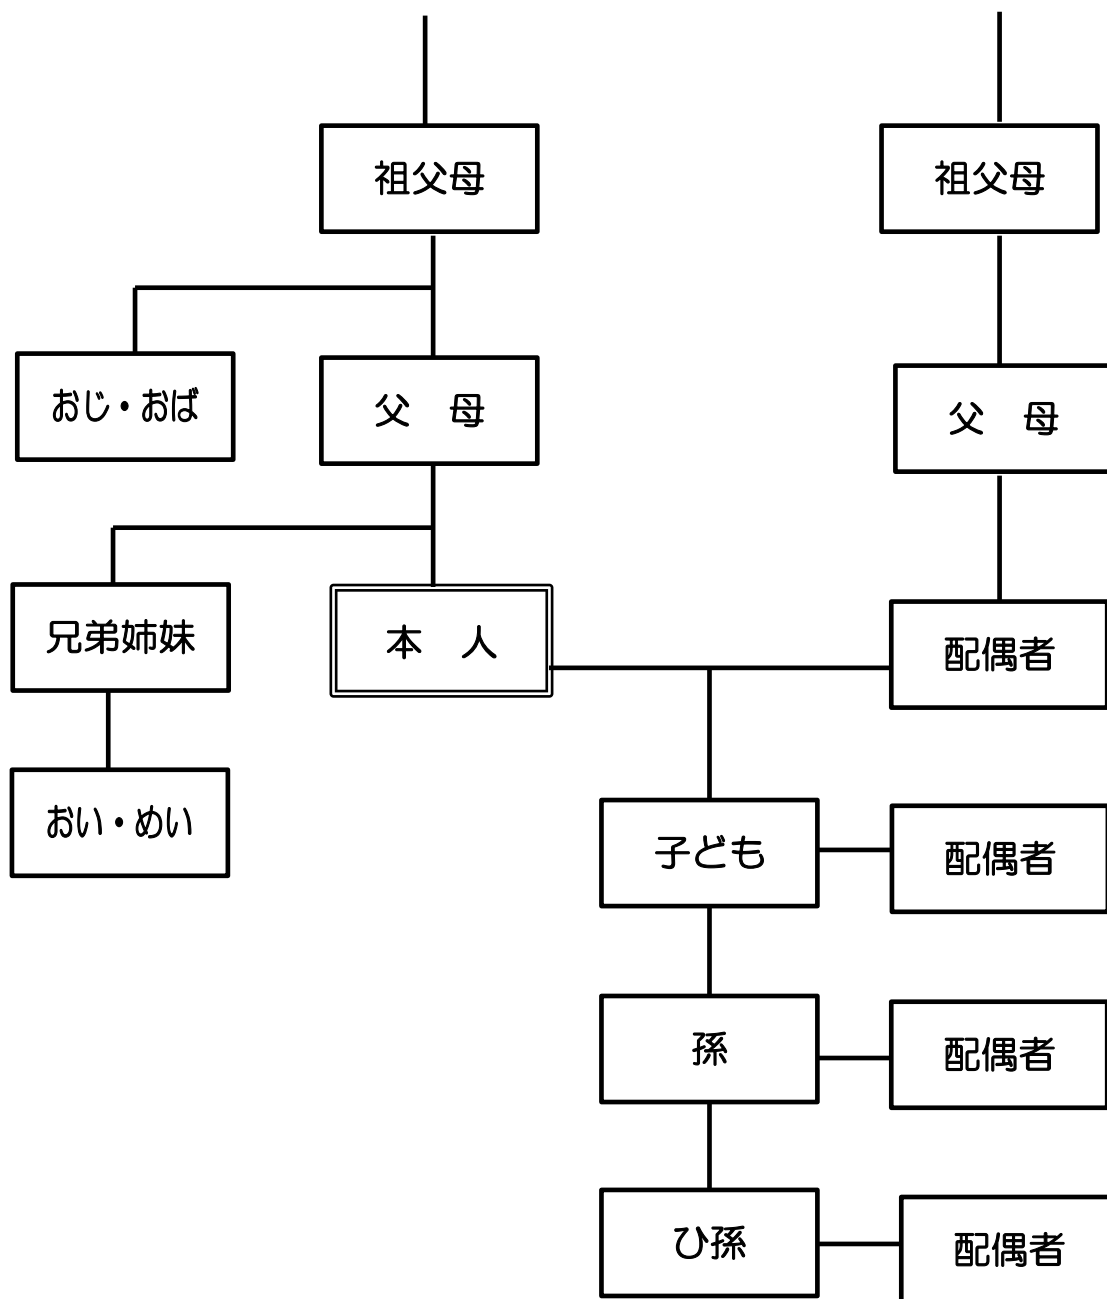 祖父母
祖父母
おじ・おば
父　母
父　母
兄弟姉妹
本　人
配偶者
おい・めい
子ども
配偶者
孫
配偶者
ひ孫
配偶者